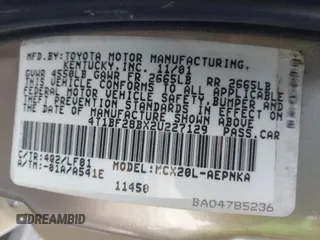 MFD.BY:TOYOTA MOTOR MANUFACTURING,
KENTUCKY,INC. 11/01
GVWR 4550LB GAWR FR 2665LB RR 2665LB
THIS VEHICLE CONFORMS TO ALL APPLICABLE
FEDERAL MOTOR VEHICLE SAFETY,BUMPER AND
THEFT PREVENTION STANDARDS IN EFFECT ON
THE DATE OF MANUFACTURE SHOWN ABOVE.
4T1BF28BX2U227129 PASS.CAR
C/TR:402/LF01 MODEL:MCX20L-AEPNKA
A/TM:-01A/A541E
11450
BA04785236